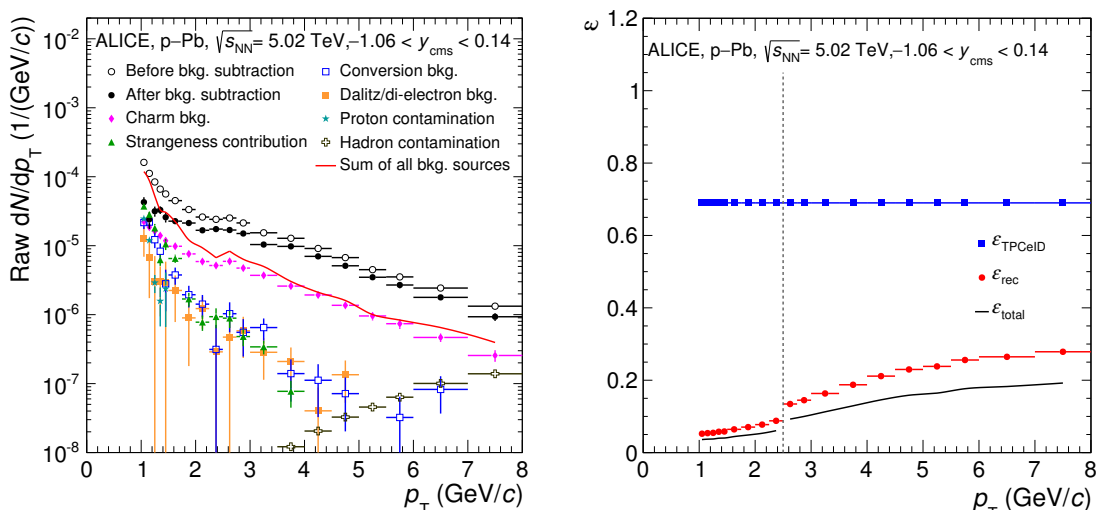 ALICE, p–Pb, √sNN = 5.02 TeV,–1.06 < ycms < 0.14
Before bkg. subtraction
Conversion bkg.
After bkg. subtraction
Dalitz/di-electron bkg.
Charm bkg.
Proton contamination
Strangeness contribution
Hadron contamination
Sum of all bkg. sources
Raw dN/dpT (1/(GeV/c))
10⁻²
10⁻³
10⁻⁴
10⁻⁵
10⁻⁶
10⁻⁷
10⁻⁸
0 1 2 3 4 5 6 7 8
pT (GeV/c)
ε
ALICE, p–Pb, √sNN = 5.02 TeV,–1.06 < ycms < 0.14
1.2
1
0.8
0.6
0.4
0.2
0
εTPCeID
εrec
εtotal
0 1 2 3 4 5 6 7 8
pT (GeV/c)